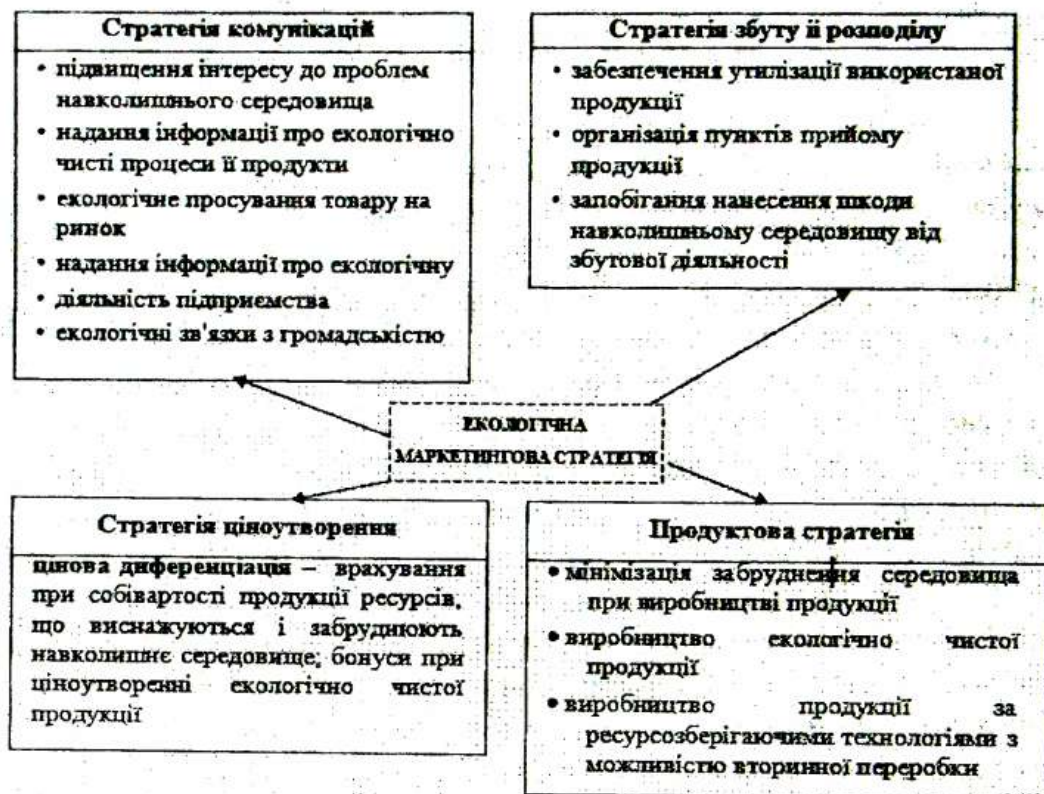 Стратегія комунікацій
• підвищення інтересу до проблем
навколишнього середовища
• надання інформації про екологічно
чисті процеси її продукти
• екологічне просування товару на
ринок
• надання інформації про екологічну
• діяльність підприємства
• екологічні зв'язки з громадськістю
Стратегія збуту її розподілу
• забезпечення утилізації використаної
продукції
• організація пунктів прийому
продукції
• запобігання нанесення шкоди
навколишньому середовищу від
збутової діяльності
ЕКОЛОГІЧНА
МАРКЕТИНГОВА СТРАТЕГІЯ
Стратегія ціноутворення
цінова диференціація – врахування
при собівартості продукції ресурсів,
що виснажуються і забруднюють
навколишнє середовище; бонуси при
ціноутворенні екологічно чистої
продукції
Продуктова стратегія
• мінімізація забруднення середовища
при виробництві продукції
• виробництво екологічно чистої
продукції
• виробництво продукції за
ресурсозберігаючими технологіями з
можливістю вторинної переробки